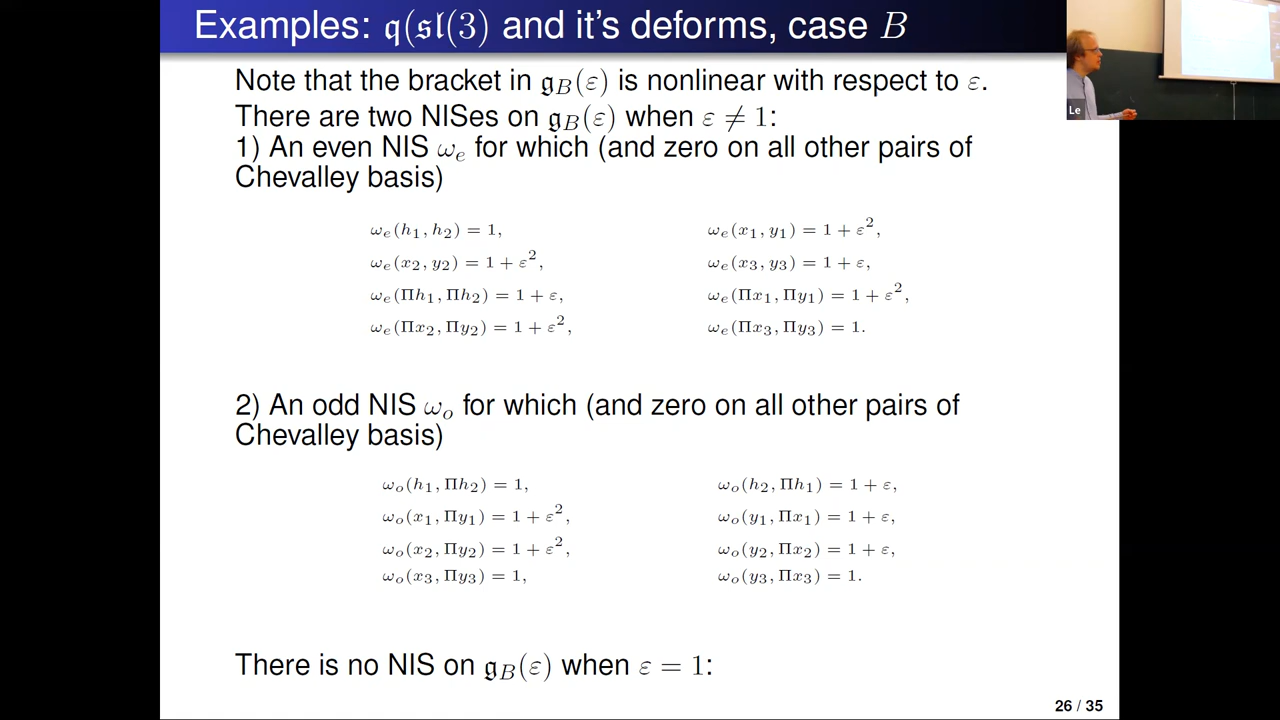 Examples: 𝔮(𝔰𝔩(3) and it's deforms, case B
Note that the bracket in 𝔤_B(ε) is nonlinear with respect to ε.
There are two NISes on 𝔤_B(ε) when ε ≠ 1:
1) An even NIS ω_e for which (and zero on all other pairs of
Chevalley basis)
ω_e(h_1, h_2) = 1, ω_e(x_1, y_1) = 1 + ε^2,
ω_e(x_2, y_2) = 1 + ε^2, ω_e(x_3, y_3) = 1 + ε,
ω_e(Πh_1, Πh_2) = 1 + ε, ω_e(Πx_1, Πy_1) = 1 + ε^2,
ω_e(Πx_2, Πy_2) = 1 + ε^2, ω_e(Πx_3, Πy_3) = 1.
2) An odd NIS ω_o for which (and zero on all other pairs of
Chevalley basis)
ω_o(h_1, Πh_2) = 1, ω_o(h_2, Πh_1) = 1 + ε,
ω_o(x_1, Πy_1) = 1 + ε^2, ω_o(y_1, Πx_1) = 1 + ε,
ω_o(x_2, Πy_2) = 1 + ε^2, ω_o(y_2, Πx_2) = 1 + ε,
ω_o(x_3, Πy_3) = 1, ω_o(y_3, Πx_3) = 1.
There is no NIS on 𝔤_B(ε) when ε = 1:
26 / 35
Le